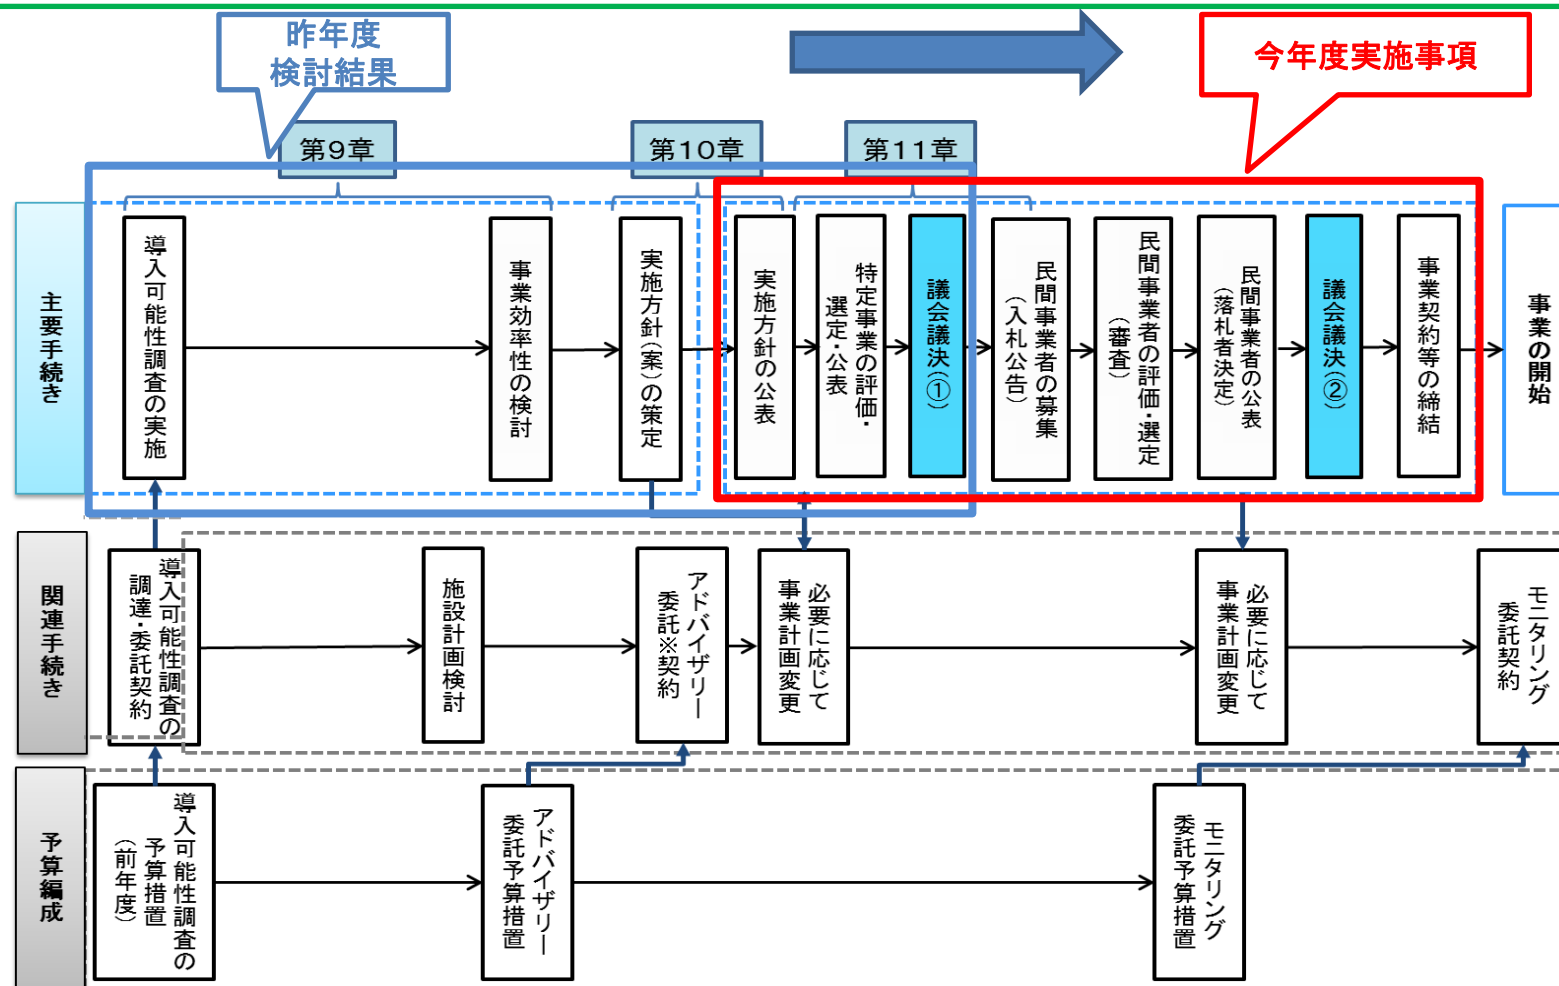 昨年度
検討結果
今年度実施事項
第9章
第10章
第11章
主要手続き
導入可能性調査の実施
事業効率性の検討
実施方針（案）の策定
実施方針の公表
特定事業の評価・
選定・公表
議会議決（①）
民間事業者の募集
（入札公告）
民間事業者の評価・選定
（審査）
民間事業者の公表
（落札者決定）
議会議決（②）
事業契約等の締結
事業の開始
関連手続き
導入可能性調査の
調達・委託契約
施設計画検討
アドバイザリー
委託※契約
必要に応じて
事業計画変更
必要に応じて
事業計画変更
モニタリング
委託契約
予算編成
導入可能性調査の
予算措置
（前年度）
アドバイザリー
委託予算措置
モニタリング
委託予算措置